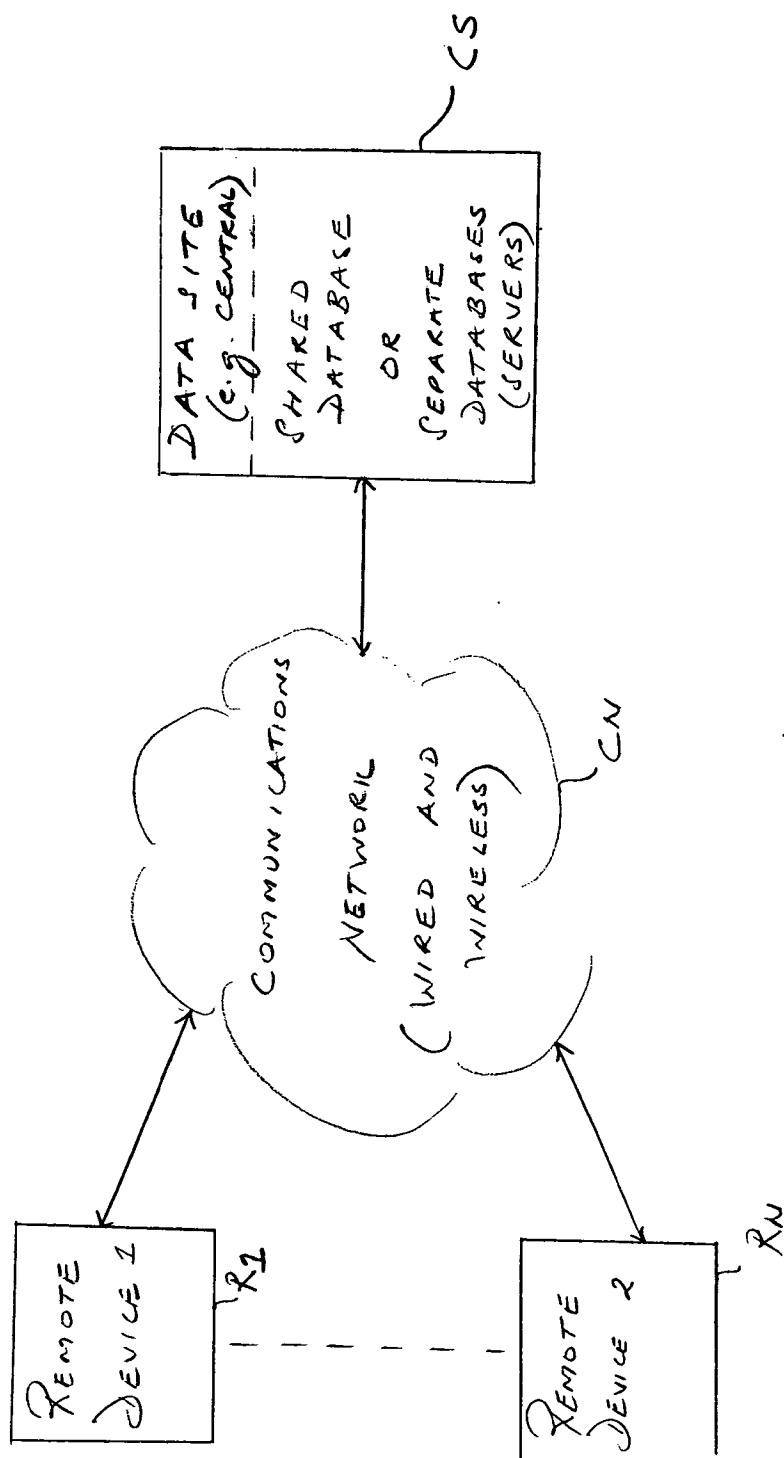 REMOTE
DEVICE 1
R1
REMOTE
DEVICE 2
RN
COMMUNICATIONS
NETWORK
(WIRED AND
WIRELESS)
CN
DATA SITE
(e.g. CENTRAL)
SHARED
DATABASE
OR
SEPARATE
DATABASES
(SERVERS)
CS